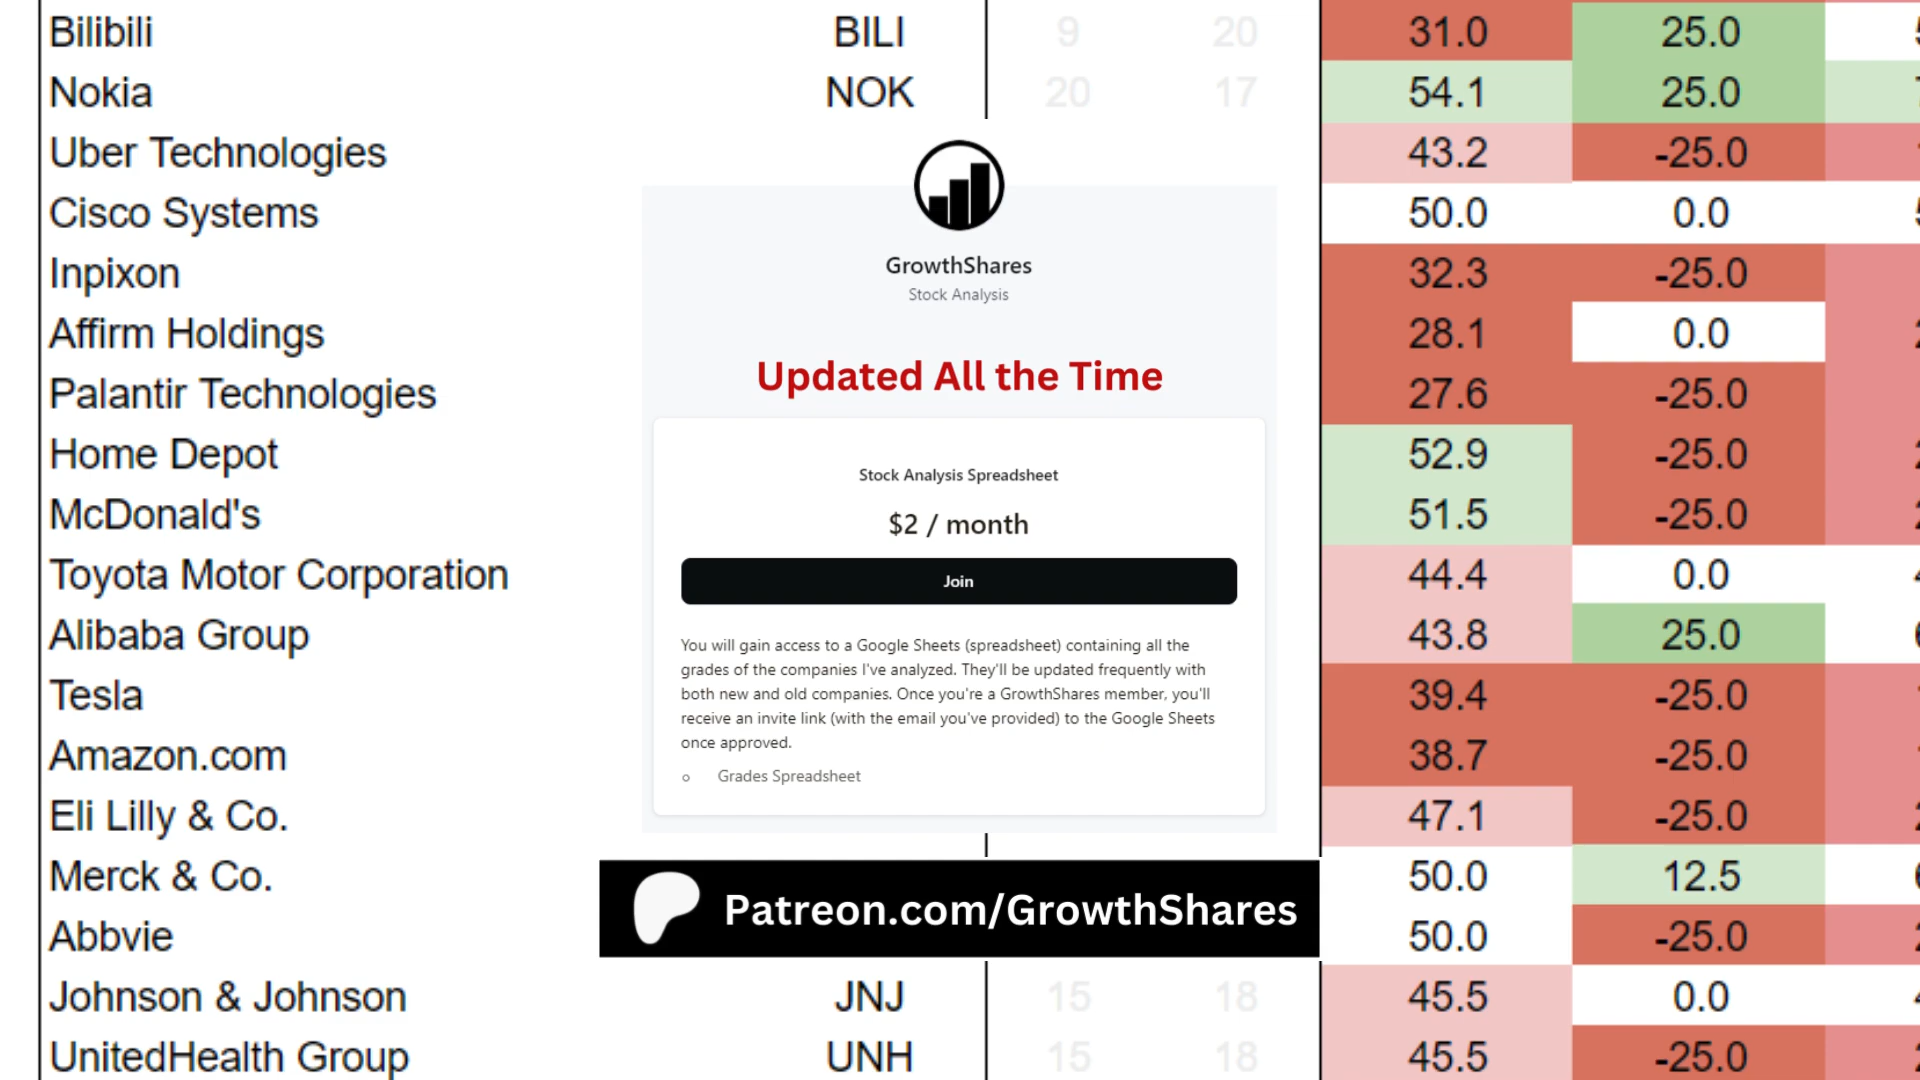 Bilibili BILI 9 20 31.0 25.0
Nokia NOK 20 17 54.1 25.0
Uber Technologies 43.2 -25.0
Cisco Systems 50.0 0.0
Inpixon 32.3 -25.0
Affirm Holdings 28.1 0.0
Palantir Technologies 27.6 -25.0
Home Depot 52.9 -25.0
McDonald's 51.5 -25.0
Toyota Motor Corporation 44.4 0.0
Alibaba Group 43.8 25.0
Tesla 39.4 -25.0
Amazon.com 38.7 -25.0
Eli Lilly & Co. 47.1 -25.0
Merck & Co. 50.0 12.5
Abbvie 50.0 -25.0
Johnson & Johnson JNJ 15 18 45.5 0.0
UnitedHealth Group UNH 15 18 45.5 -25.0
GrowthShares
Stock Analysis
Updated All the Time
Stock Analysis Spreadsheet
$2 / month
Join
You will gain access to a Google Sheets (spreadsheet) containing all the
grades of the companies I've analyzed. They'll be updated frequently with
both new and old companies. Once you're a GrowthShares member, you'll
receive an invite link (with the email you've provided) to the Google Sheets
once approved.
Grades Spreadsheet
Patreon.com/GrowthShares